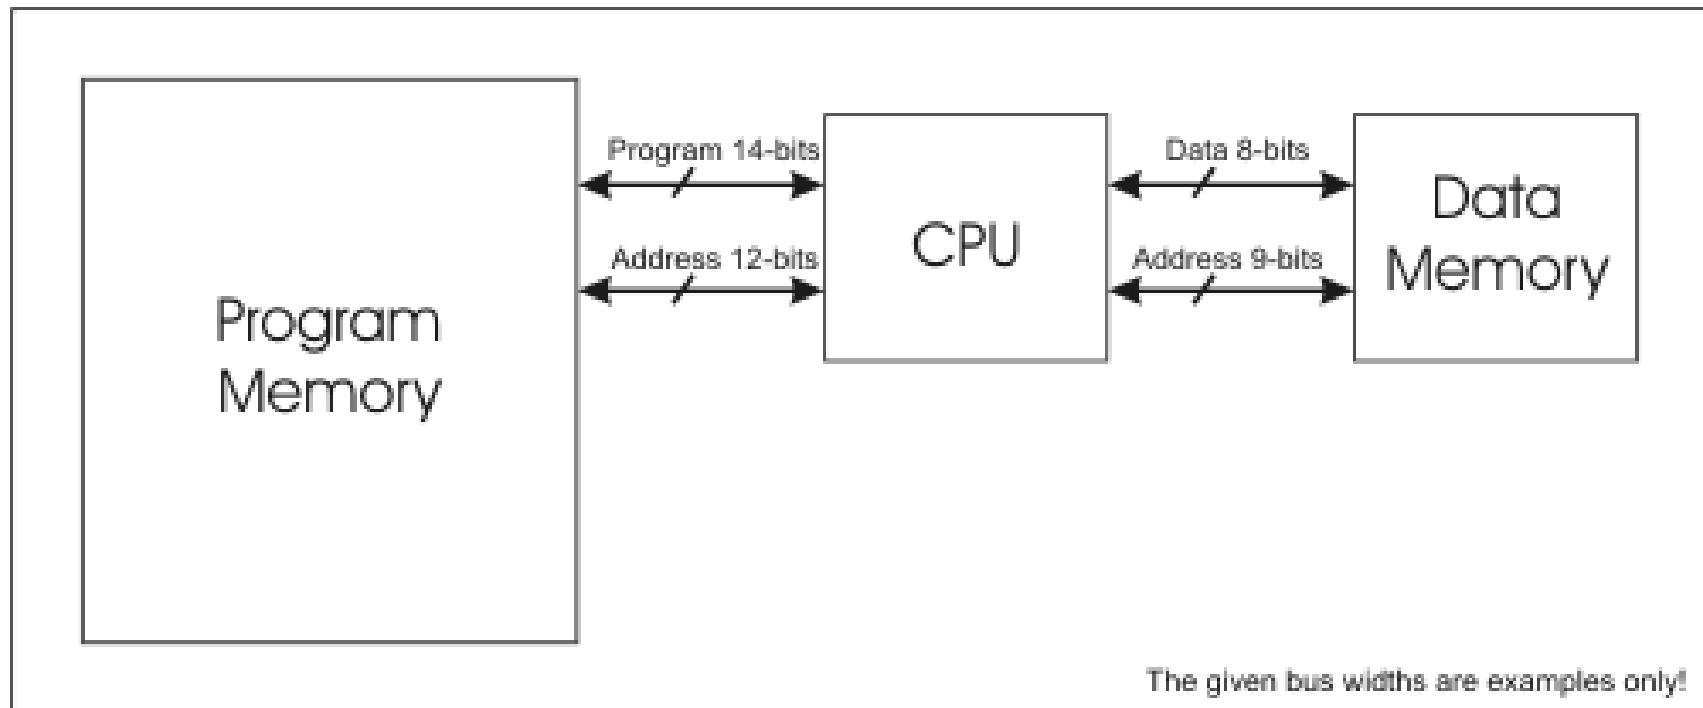 Program
Memory
Program 14-bits
Address 12-bits
CPU
Data 8-bits
Address 9-bits
Data
Memory
The given bus widths are examples only!